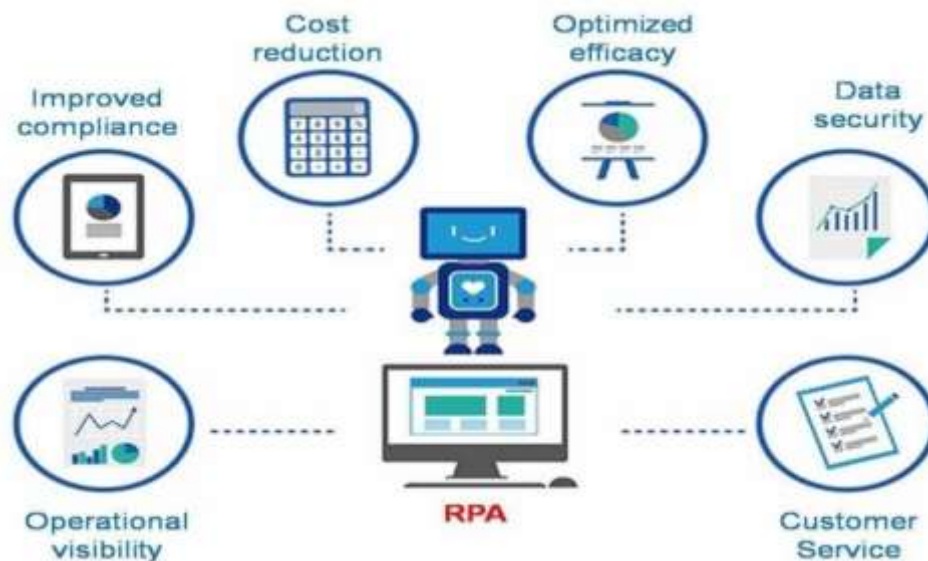 Cost
reduction
Optimized
efficacy
Improved
compliance
Data
security
RPA
Operational
visibility
Customer
Service